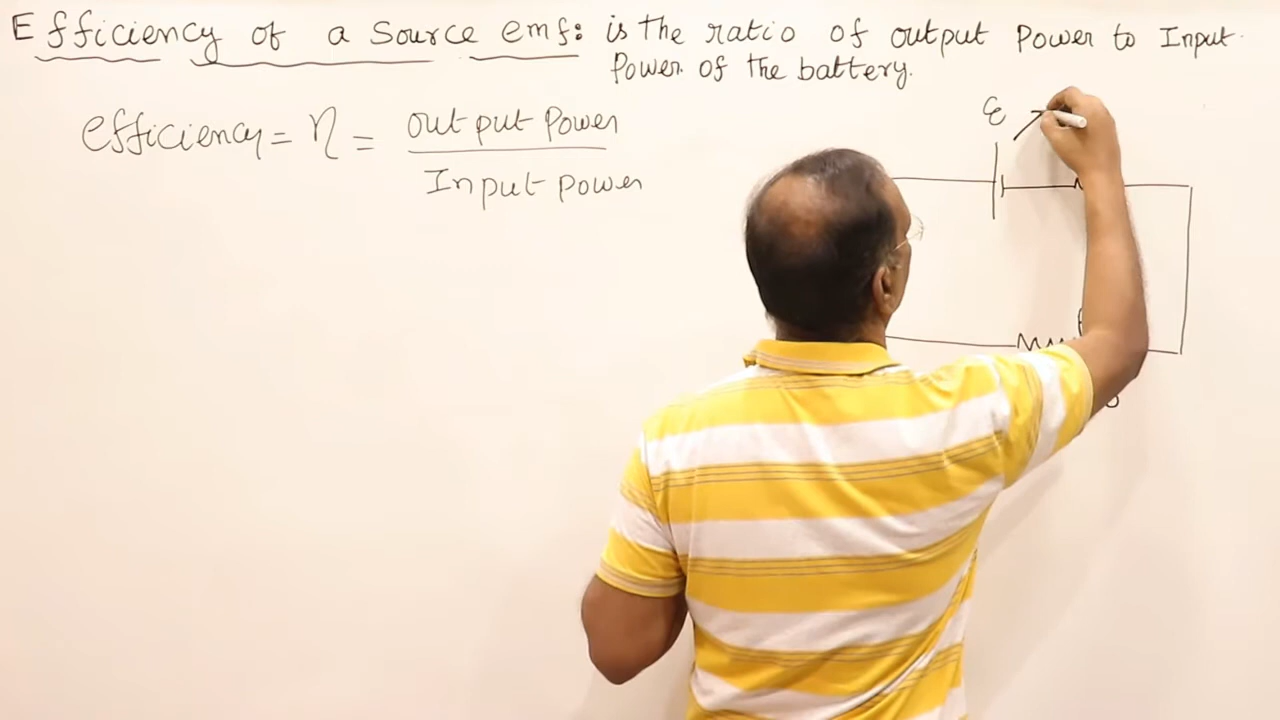 Efficiency of a source emf: is the ratio of output Power to Input
Power of the battery.
efficiency = η = output Power
Input power
ε